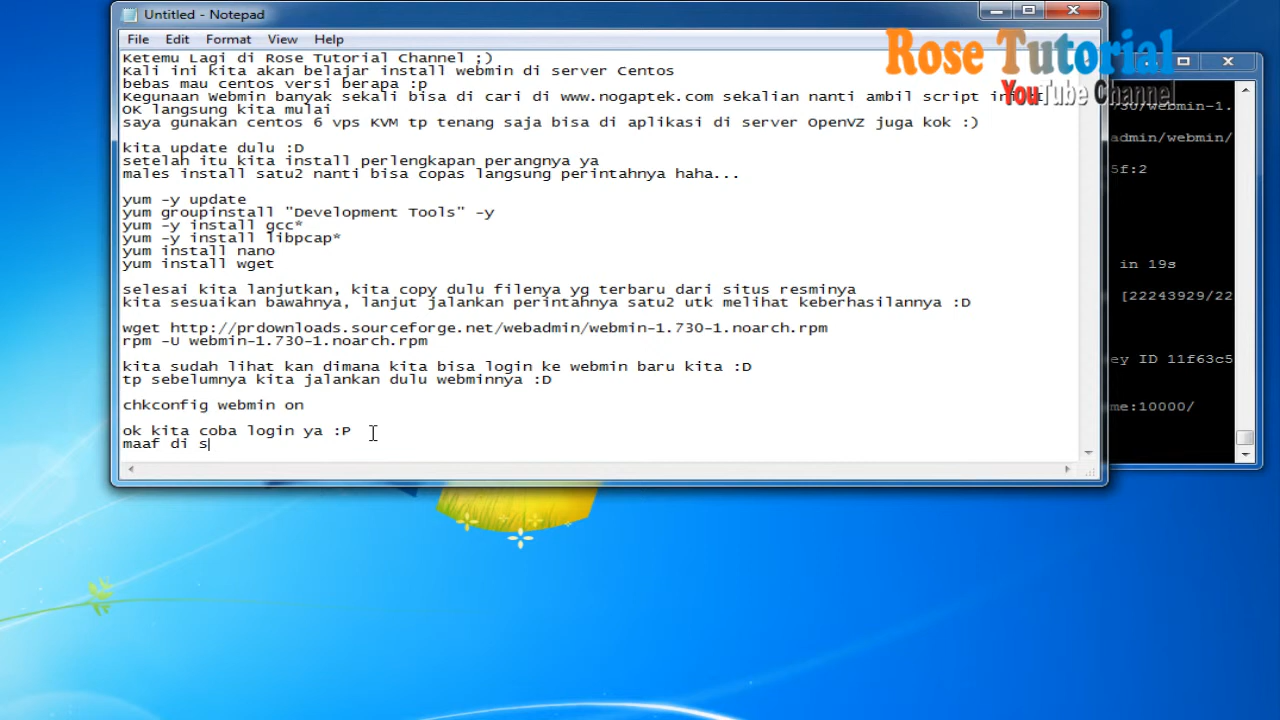 Untitled - Notepad
File Edit Format View Help
Ketemu Lagi di Rose Tutorial Channel ;)
Kali ini kita akan belajar install webmin di server Centos
bebas mau centos versi berapa :p
Kegunaan Webmin banyak sekali bisa di cari di www.nogaptek.com sekalian nanti ambil script
OK langsung kita mulai
saya gunakan centos 6 vps KVM tp tenang saja bisa di aplikasi di server OpenVZ juga kok :)
kita update dulu :D
setelah itu kita install perlengkapan perangnya ya
males install satu2 nanti bisa copas langsung perintahnya haha...
yum -y update
yum groupinstall "Development Tools" -y
yum -y install gcc*
yum -y install libpcap*
yum install nano
yum install wget
selesai kita lanjutkan, kita copy dulu filenya yg terbaru dari situs resminya
kita sesuaikan bawahnya, lanjut jalankan perintahnya satu2 utk melihat keberhasilannya :D
wget http://prdownloads.sourceforge.net/webadmin/webmin-1.730-1.noarch.rpm
rpm -U webmin-1.730-1.noarch.rpm
kita sudah lihat kan dimana kita bisa login ke webmin baru kita :D
tp sebelumnya kita jalankan dulu webminnya :D
chkconfig webmin on
ok kita coba login ya :P
maaf di s
Rose Tutorial
YouTube Channel
/webmin-1.
admin/webmin/
5f:2
in 19s
[22243929/22
ey ID 11f63c5
me:10000/